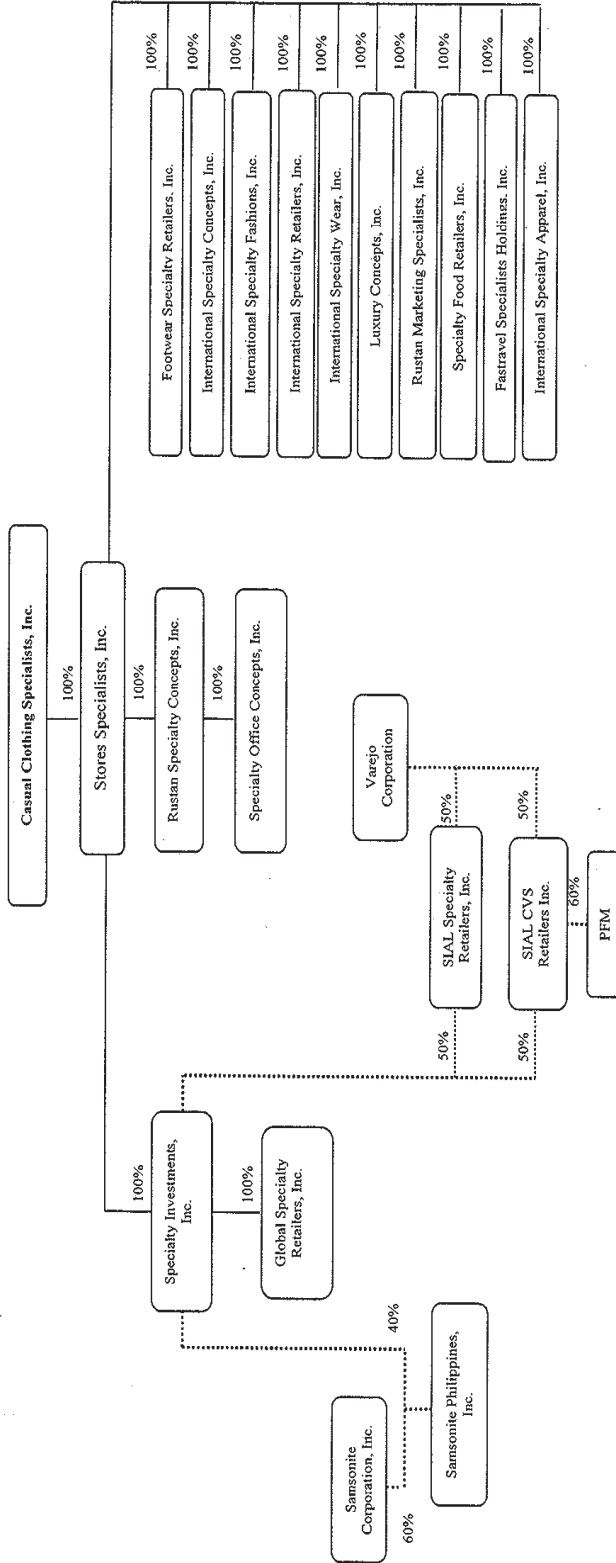 Casual Clothing Specialists, Inc.
100%
Stores Specialists, Inc.
100%
Rustan Specialty Concepts, Inc.
100%
Specialty Office Concepts, Inc.
100%
Specialty Investments,
Inc.
100%
Global Specialty
Retailers, Inc.
Samsonite
Corporation, Inc.
60%
40%
Samsonite Philippines,
Inc.
Varejo
Corporation
50%
SIAL Specialty
Retailers, Inc.
50%
50%
SIAL CVS
Retailers Inc.
50%
60%
PFM
100%
Footwear Specialty Retailers, Inc.
100%
International Specialty Concepts, Inc.
100%
International Specialty Fashions, Inc.
100%
International Specialty Retailers, Inc.
100%
International Specialty Wear, Inc.
100%
Luxury Concepts, Inc.
100%
Rustan Marketing Specialists, Inc.
100%
Specialty Food Retailers, Inc.
100%
Fastravel Specialists Holdings. Inc.
100%
International Specialty Apparel, Inc.